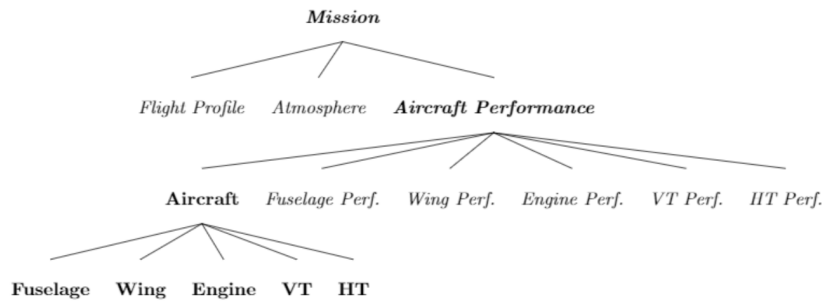 Mission
Flight Profile Atmosphere Aircraft Performance
Aircraft Fuselage Perf. Wing Perf. Engine Perf. VT Perf. HT Perf.
Fuselage Wing Engine VT HT